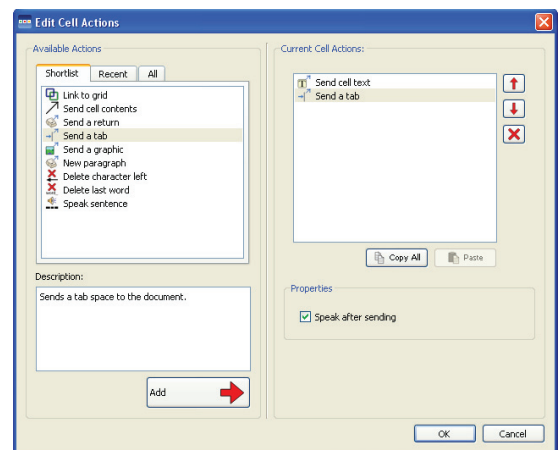 Edit Cell Actions
Available Actions
Shortlist Recent All
Link to grid
Send cell contents
Send a return
Send a tab
Send a graphic
New paragraph
Delete character left
Delete last word
Speak sentence
Description:
Sends a tab space to the document.
Add
Current Cell Actions:
Send cell text
Send a tab
Copy All Paste
Properties
Speak after sending
OK Cancel